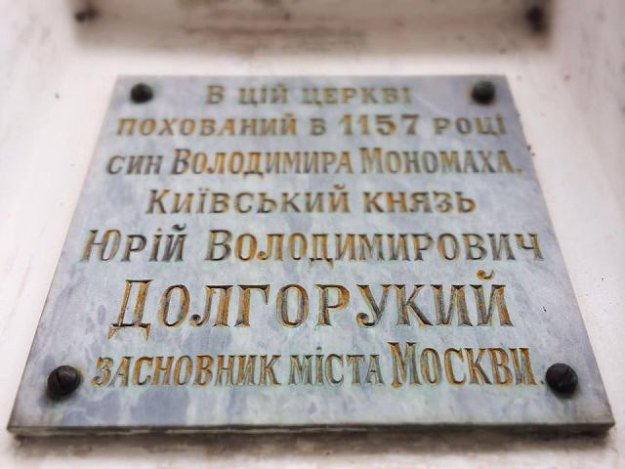 В цій церкві
похований в 1157 році
син Володимира Мономаха,
Київський князь
Юрій Володимирович
Долгорукий
засновник міста Москви.